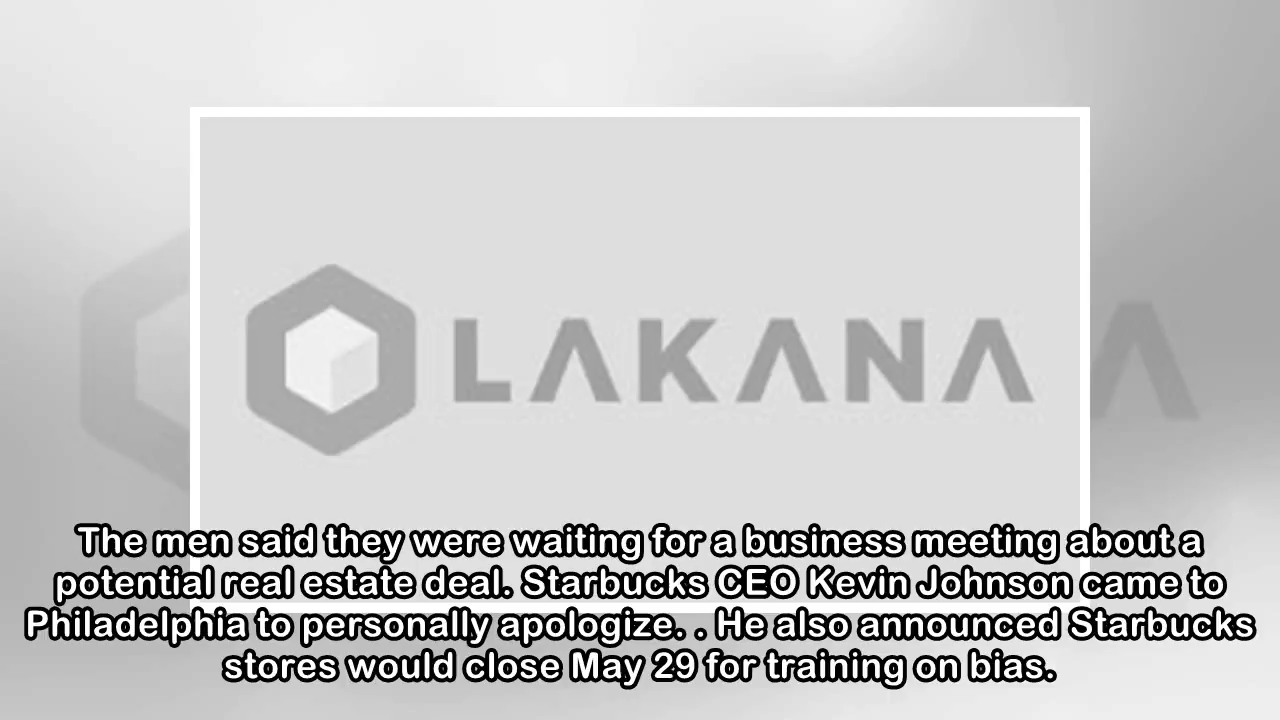 LAKANA
A
The men said they were waiting for a business meeting about a
potential real estate deal. Starbucks CEO Kevin Johnson came to
Philadelphia to personally apologize. . He also announced Starbucks
stores would close May 29 for training on bias.